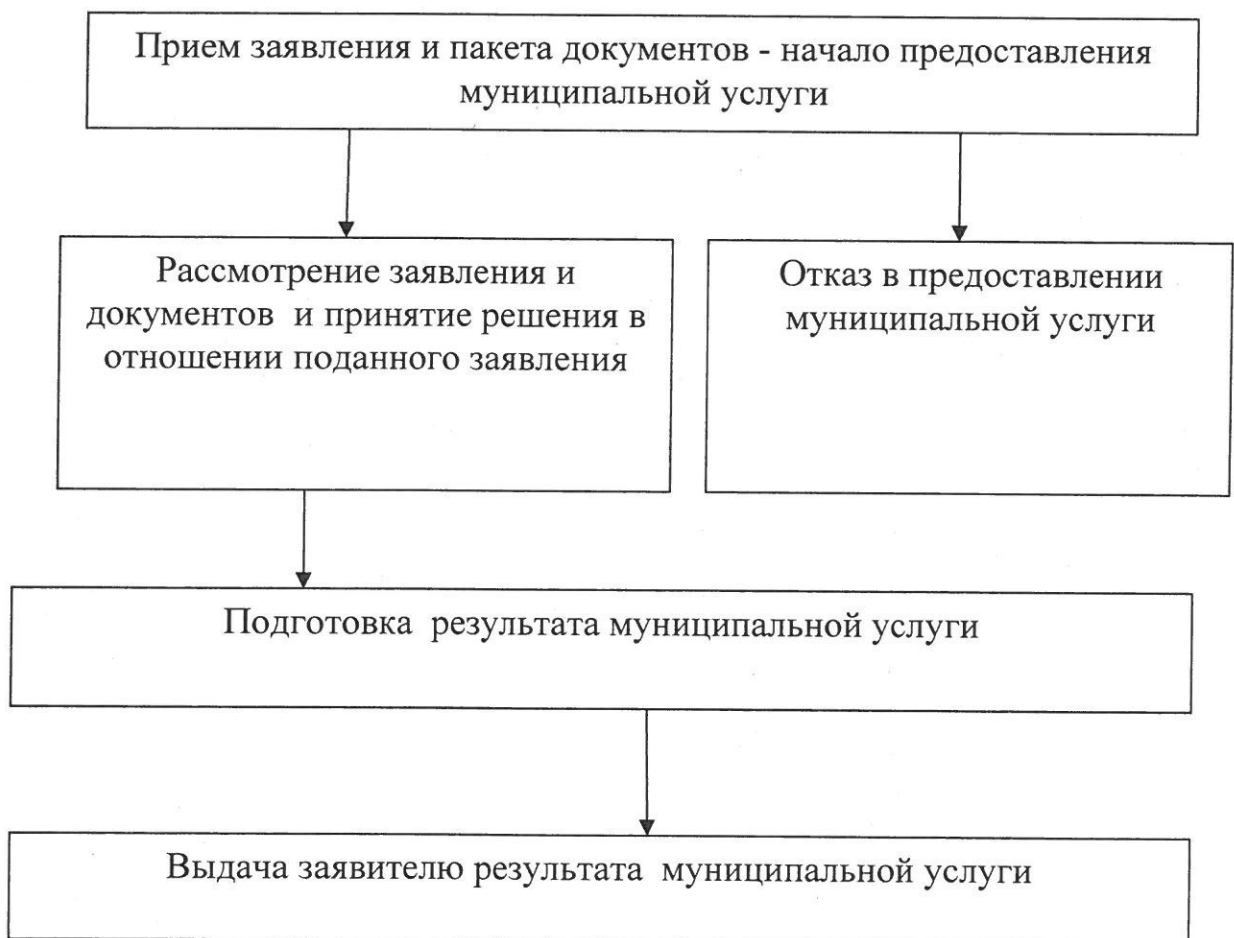 Прием заявления и пакета документов - начало предоставления
муниципальной услуги
Рассмотрение заявления и
документов и принятие решения в
отношении поданного заявления
Отказ в предоставлении
муниципальной услуги
Подготовка результата муниципальной услуги
Выдача заявителю результата муниципальной услуги